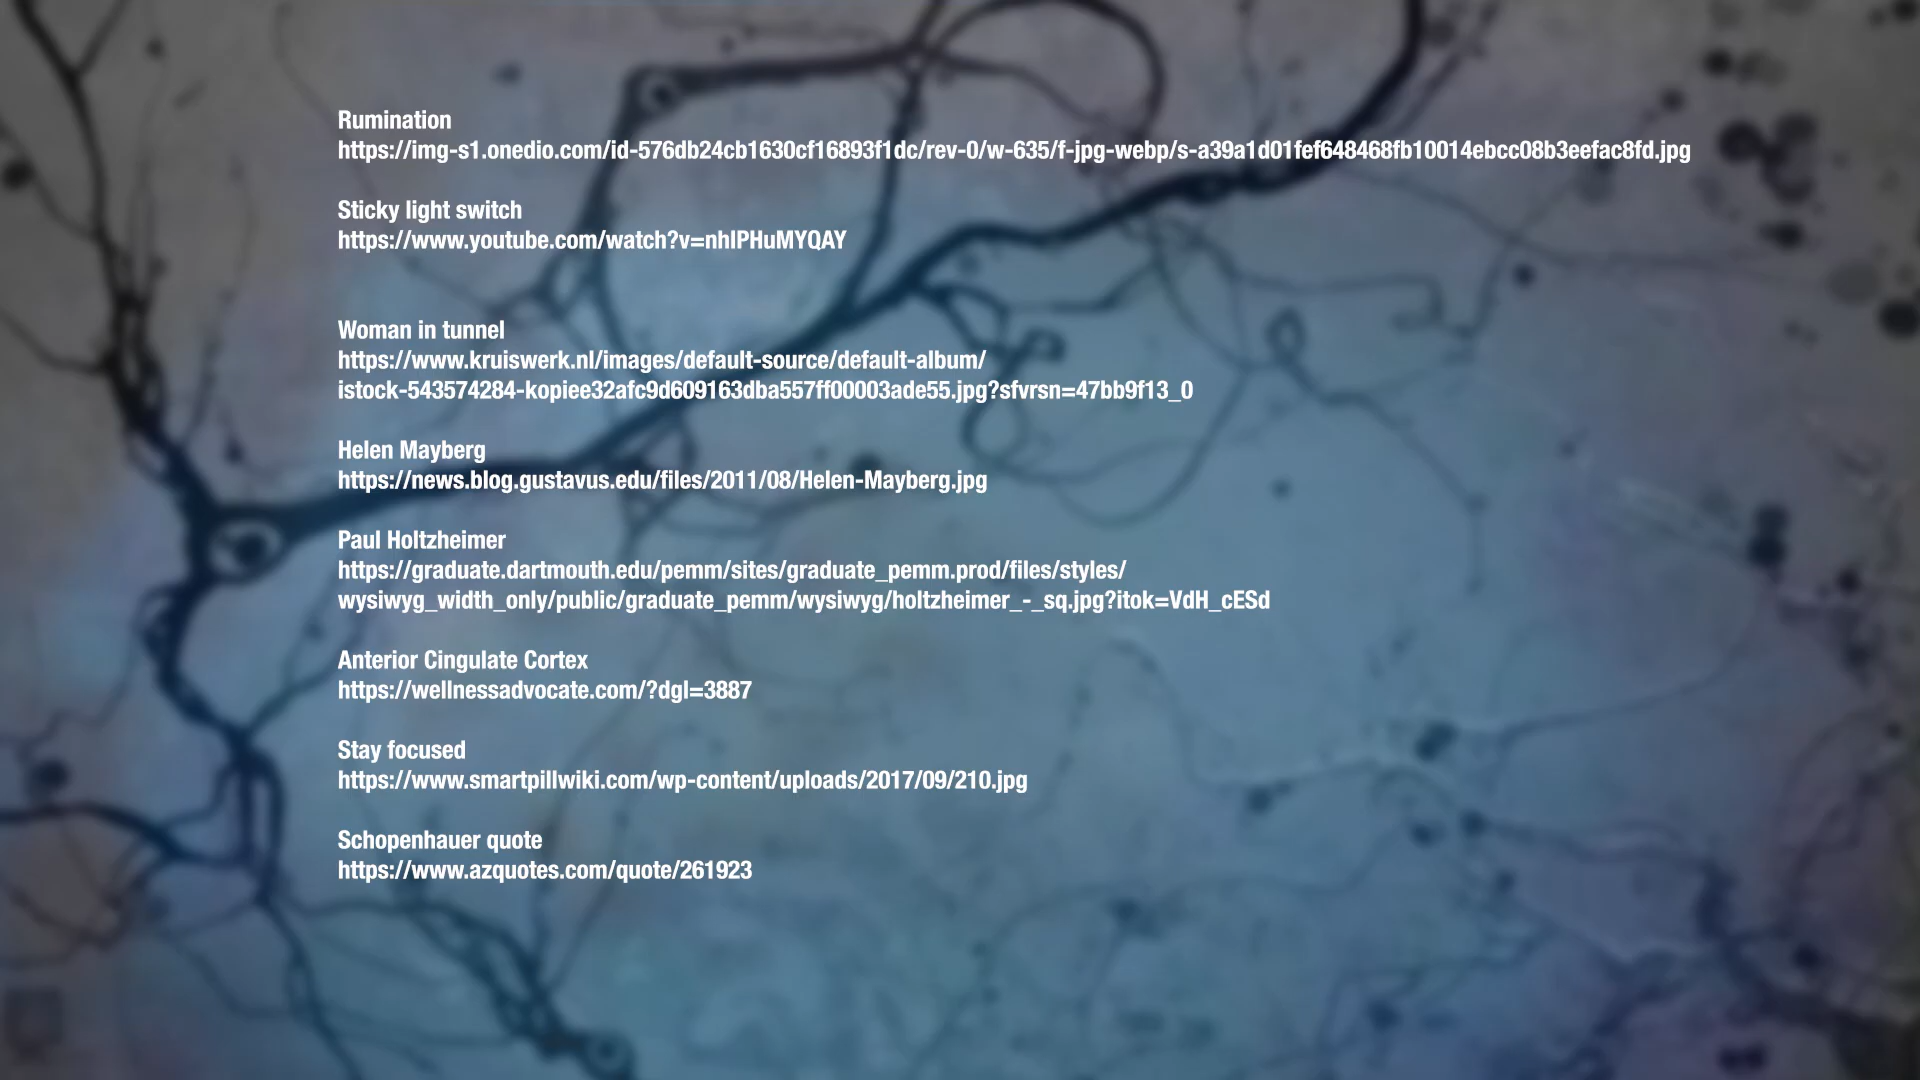 Rumination
https://img-s1.onedio.com/id-576db24cb1630cf16893f1dc/rev-0/w-635/f-jpg-webp/s-a39a1d01fef648468fb10014ebcc08b3eefac8fd.jpg
Sticky light switch
https://www.youtube.com/watch?v=nhlPHuMYQAY
Woman in tunnel
https://www.kruiswerk.nl/images/default-source/default-album/
istock-543574284-kopiee32afc9d609163dba557ff00003ade55.jpg?sfvrsn=47bb9f13_0
Helen Mayberg
https://news.blog.gustavus.edu/files/2011/08/Helen-Mayberg.jpg
Paul Holtzheimer
https://graduate.dartmouth.edu/pemm/sites/graduate_pemm.prod/files/styles/
wysiwyg_width_only/public/graduate_pemm/wysiwyg/holtzheimer_-_sq.jpg?itok=VdH_cESd
Anterior Cingulate Cortex
https://wellnessadvocate.com/?dgl=3887
Stay focused
https://www.smartpillwiki.com/wp-content/uploads/2017/09/210.jpg
Schopenhauer quote
https://www.azquotes.com/quote/261923